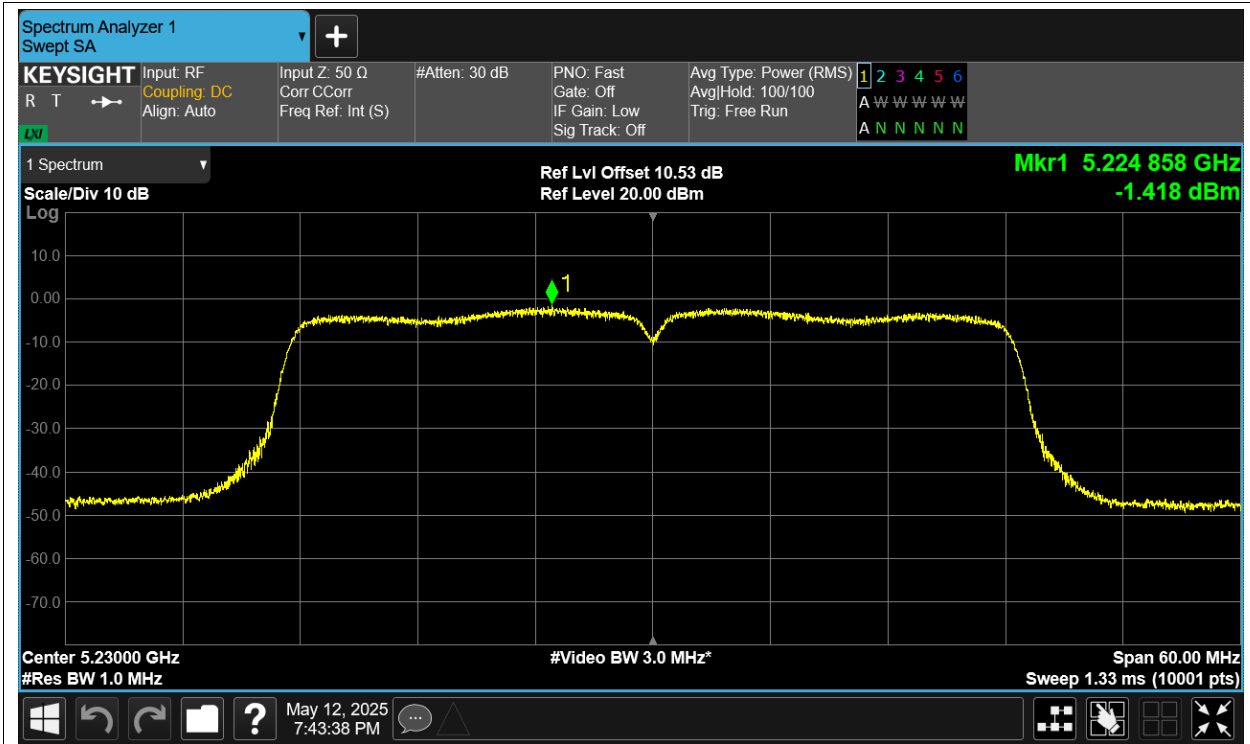 Spectrum Analyzer 1
Swept SA
KEYSIGHT
R T
LXI
Input: RF
Coupling: DC
Align: Auto
Input Z: 50 Ω
Corr CCorr
Freq Ref: Int (S)
#Atten: 30 dB
PNO: Fast
Gate: Off
IF Gain: Low
Sig Track: Off
Avg Type: Power (RMS)
Avg|Hold: 100/100
Trig: Free Run
1 2 3 4 5 6
A W W W W W
A N N N N N
1 Spectrum
Scale/Div 10 dB
Log
Ref Lvl Offset 10.53 dB
Ref Level 20.00 dBm
Mkr1 5.224 858 GHz
-1.418 dBm
10.0
0.00
-10.0
-20.0
-30.0
-40.0
-50.0
-60.0
-70.0
1
Center 5.23000 GHz
#Res BW 1.0 MHz
#Video BW 3.0 MHz*
Span 60.00 MHz
Sweep 1.33 ms (10001 pts)
?
May 12, 2025
7:43:38 PM